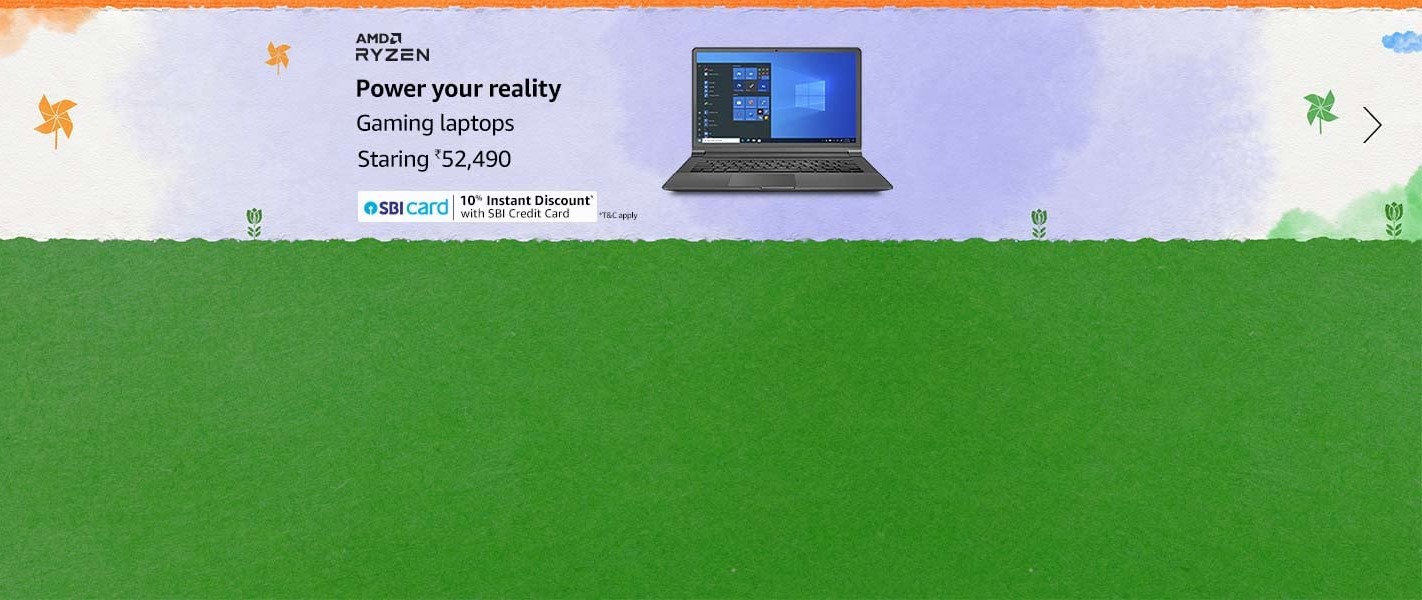 AMD
RYZEN
Power your reality
Gaming laptops
Staring ₹52,490
SBI card
10% Instant Discount*
with SBI Credit Card
*T&C apply